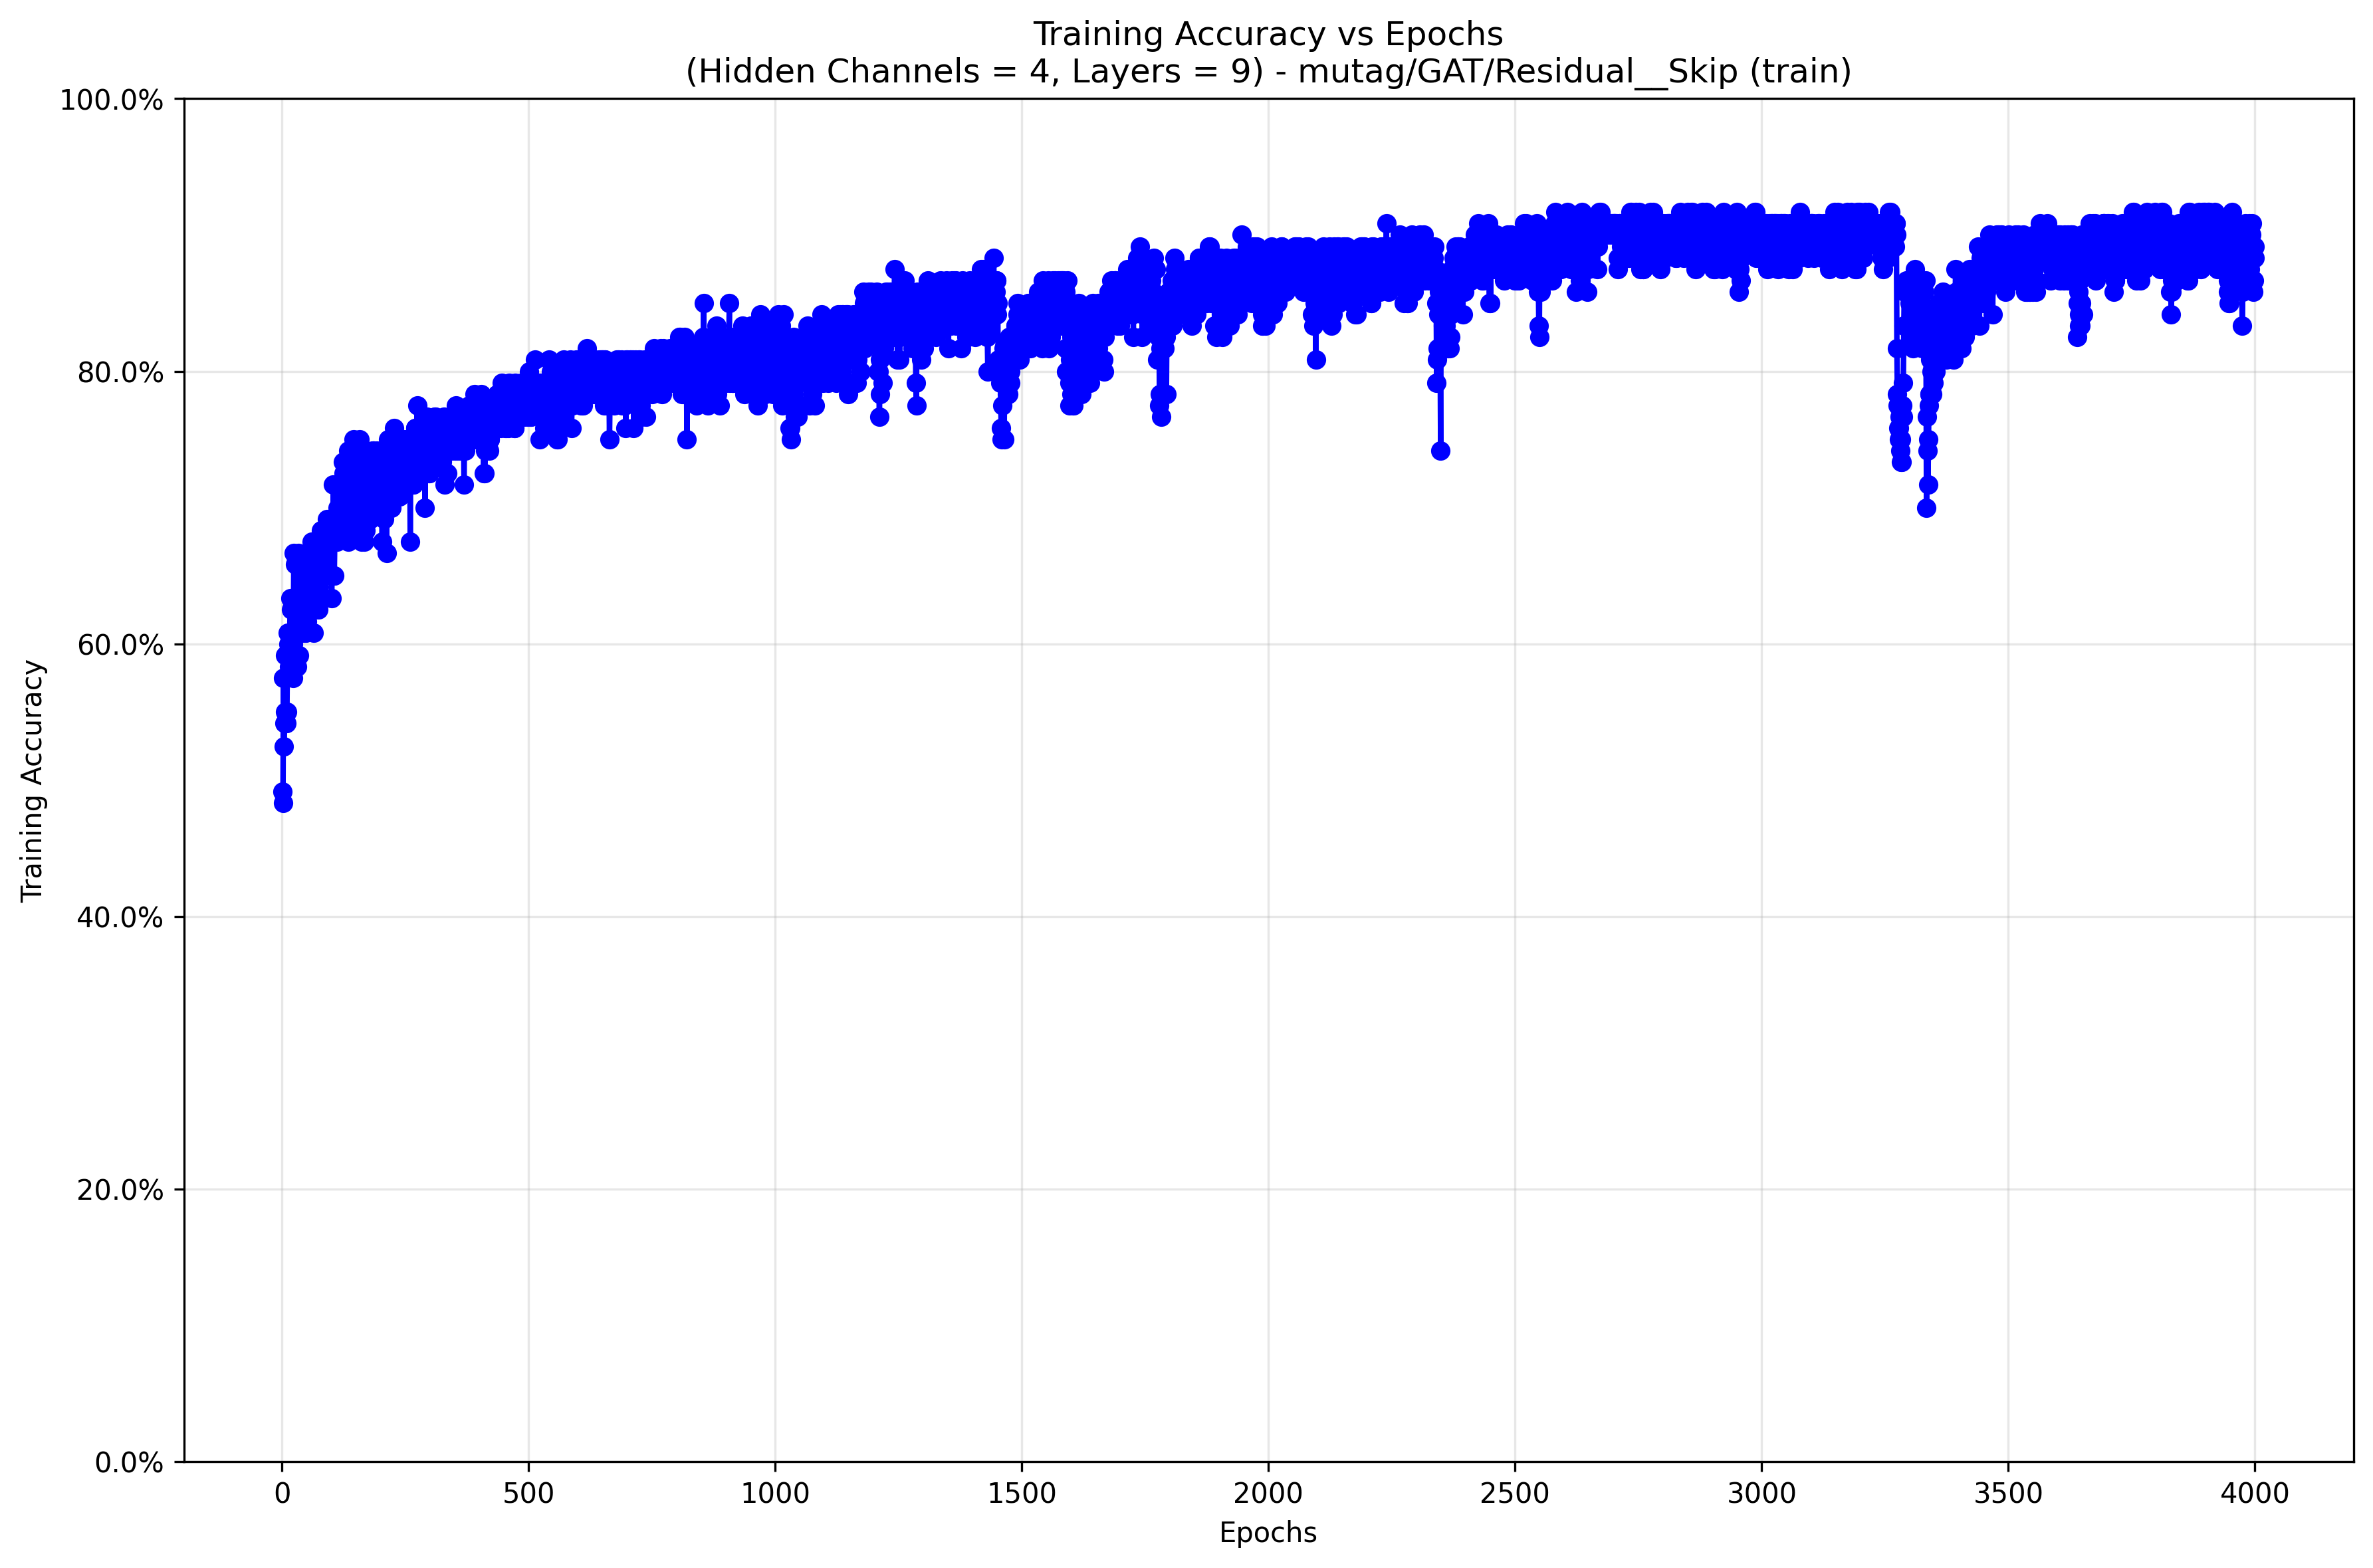 Training Accuracy vs Epochs
(Hidden Channels = 4, Layers = 9) - mutag/GAT/Residual__Skip (train)
100.0%
80.0%
60.0%
40.0%
20.0%
0.0%
Training Accuracy
0 500 1000 1500 2000 2500 3000 3500 4000
Epochs